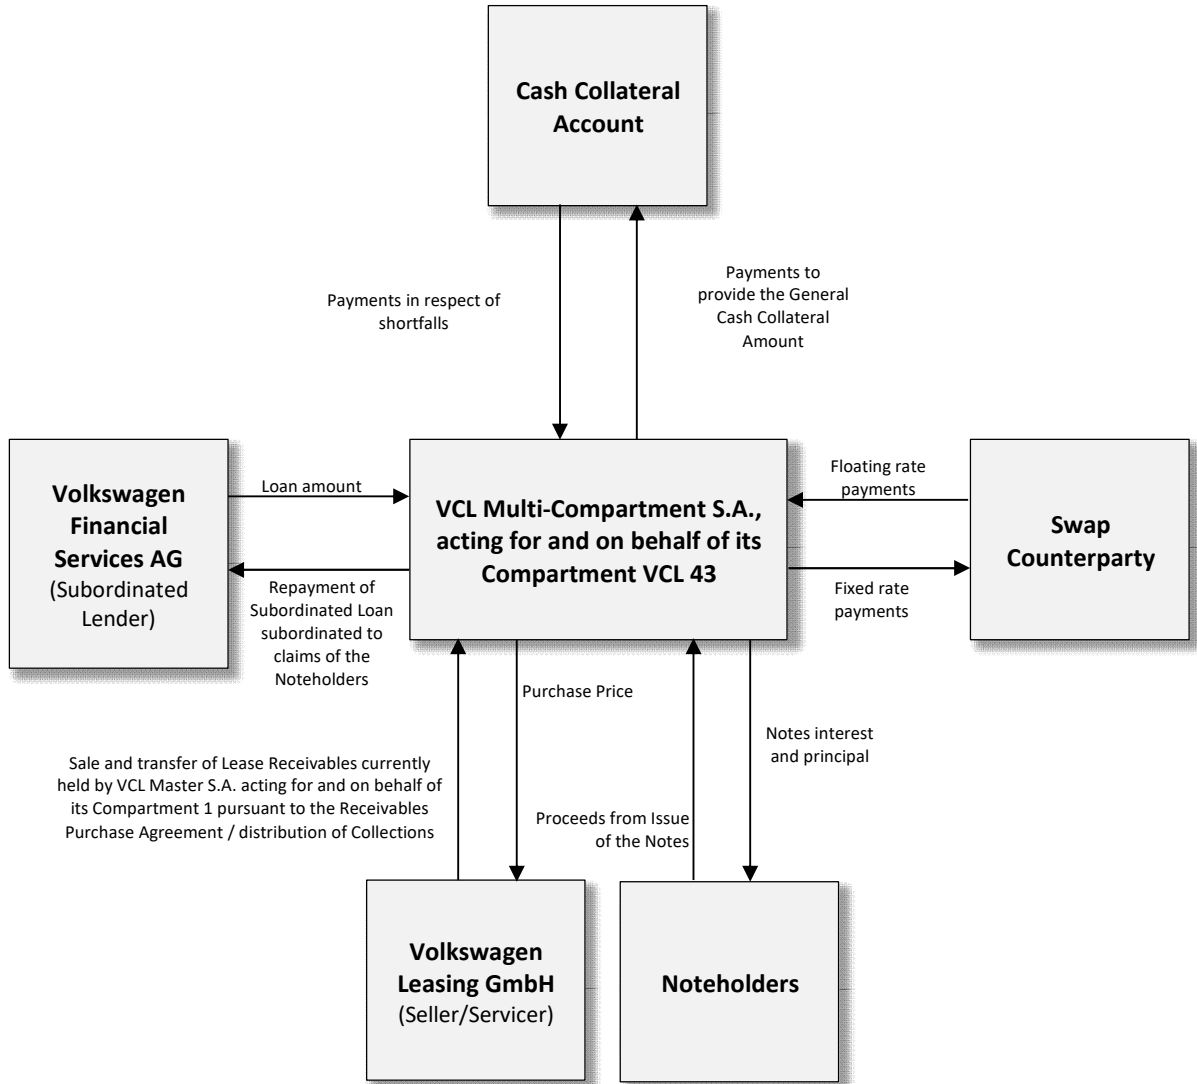 Cash Collateral
Account
Payments in respect of
shortfalls
Payments to
provide the General
Cash Collateral
Amount
Volkswagen
Financial
Services AG
(Subordinated
Lender)
Loan amount
Repayment of
Subordinated Loan
subordinated to
claims of the
Noteholders
VCL Multi-Compartment S.A.,
acting for and on behalf of its
Compartment VCL 43
Floating rate
payments
Fixed rate
payments
Swap
Counterparty
Sale and transfer of Lease Receivables currently
held by VCL Master S.A. acting for and on behalf of
its Compartment 1 pursuant to the Receivables
Purchase Agreement / distribution of Collections
Purchase Price
Proceeds from Issue
of the Notes
Notes interest
and principal
Volkswagen
Leasing GmbH
(Seller/Servicer)
Noteholders